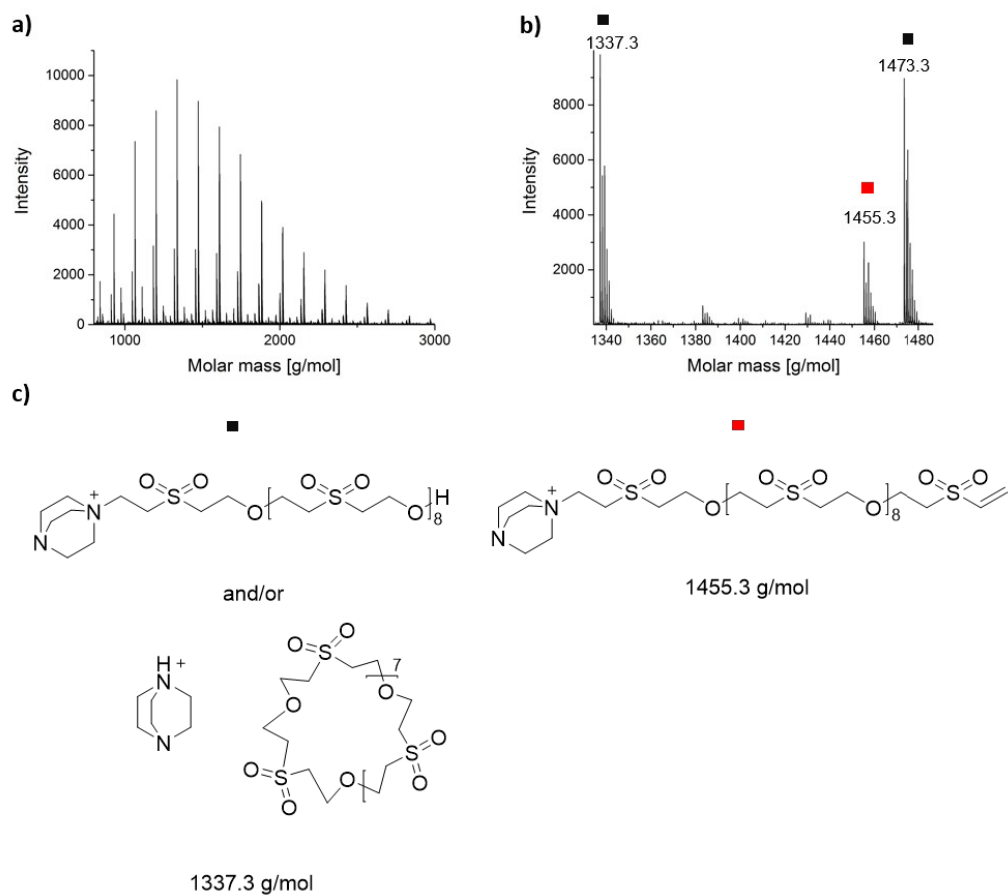 a)
Intensity
10000
8000
6000
4000
2000
0
1000
2000
3000
Molar mass [g/mol]
b)
1337.3
1473.3
1455.3
Intensity
8000
6000
4000
2000
1340 1360 1380 1400 1420 1440 1460 1480
Molar mass [g/mol]
c)
O O
O O
N +
S
O
S
O
H
8
N
and/or
O O
O O
O O
N +
S
O
S
O
8
S
N
1455.3 g/mol
H +
N
N
O
O
S
7
O
O
O
S
O
O
S
O
O
O
1337.3 g/mol